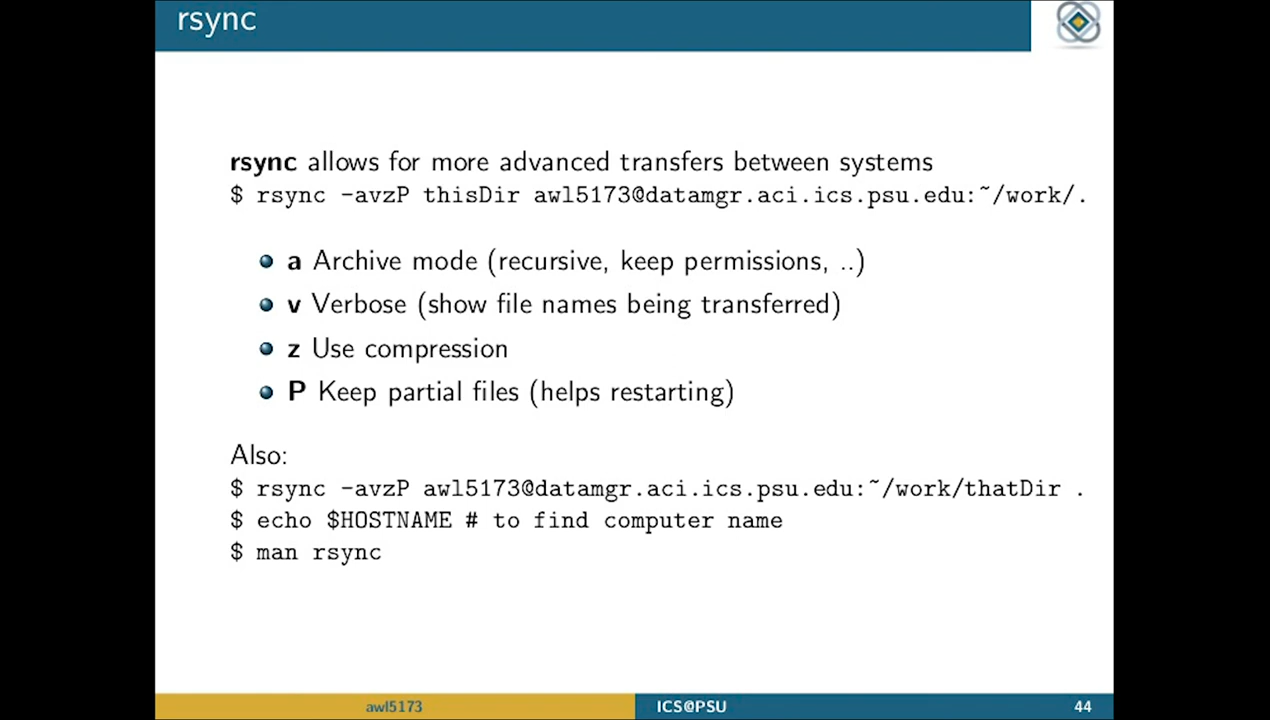 rsync
rsync allows for more advanced transfers between systems
$ rsync -avzP thisDir awl5173@datamgr.aci.ics.psu.edu:~/work/.
a Archive mode (recursive, keep permissions, ..)
v Verbose (show file names being transferred)
z Use compression
P Keep partial files (helps restarting)
Also:
$ rsync -avzP awl5173@datamgr.aci.ics.psu.edu:~/work/thatDir .
$ echo $HOSTNAME # to find computer name
$ man rsync
awl5173 ICS@PSU 44